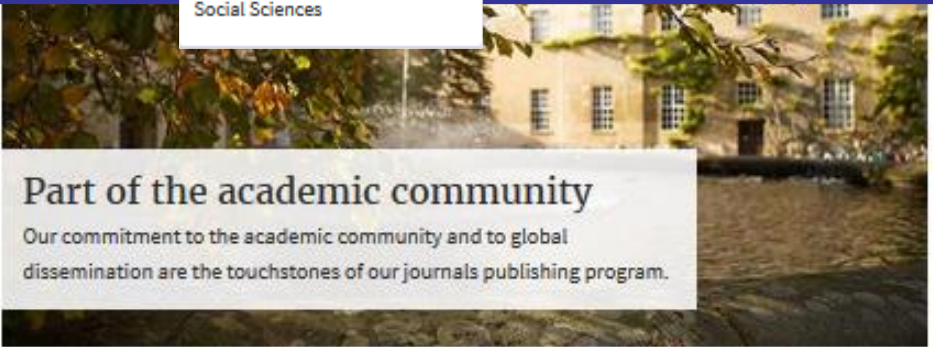 Social Sciences
Part of the academic community
Our commitment to the academic community and to global
dissemination are the touchstones of our journals publishing program.